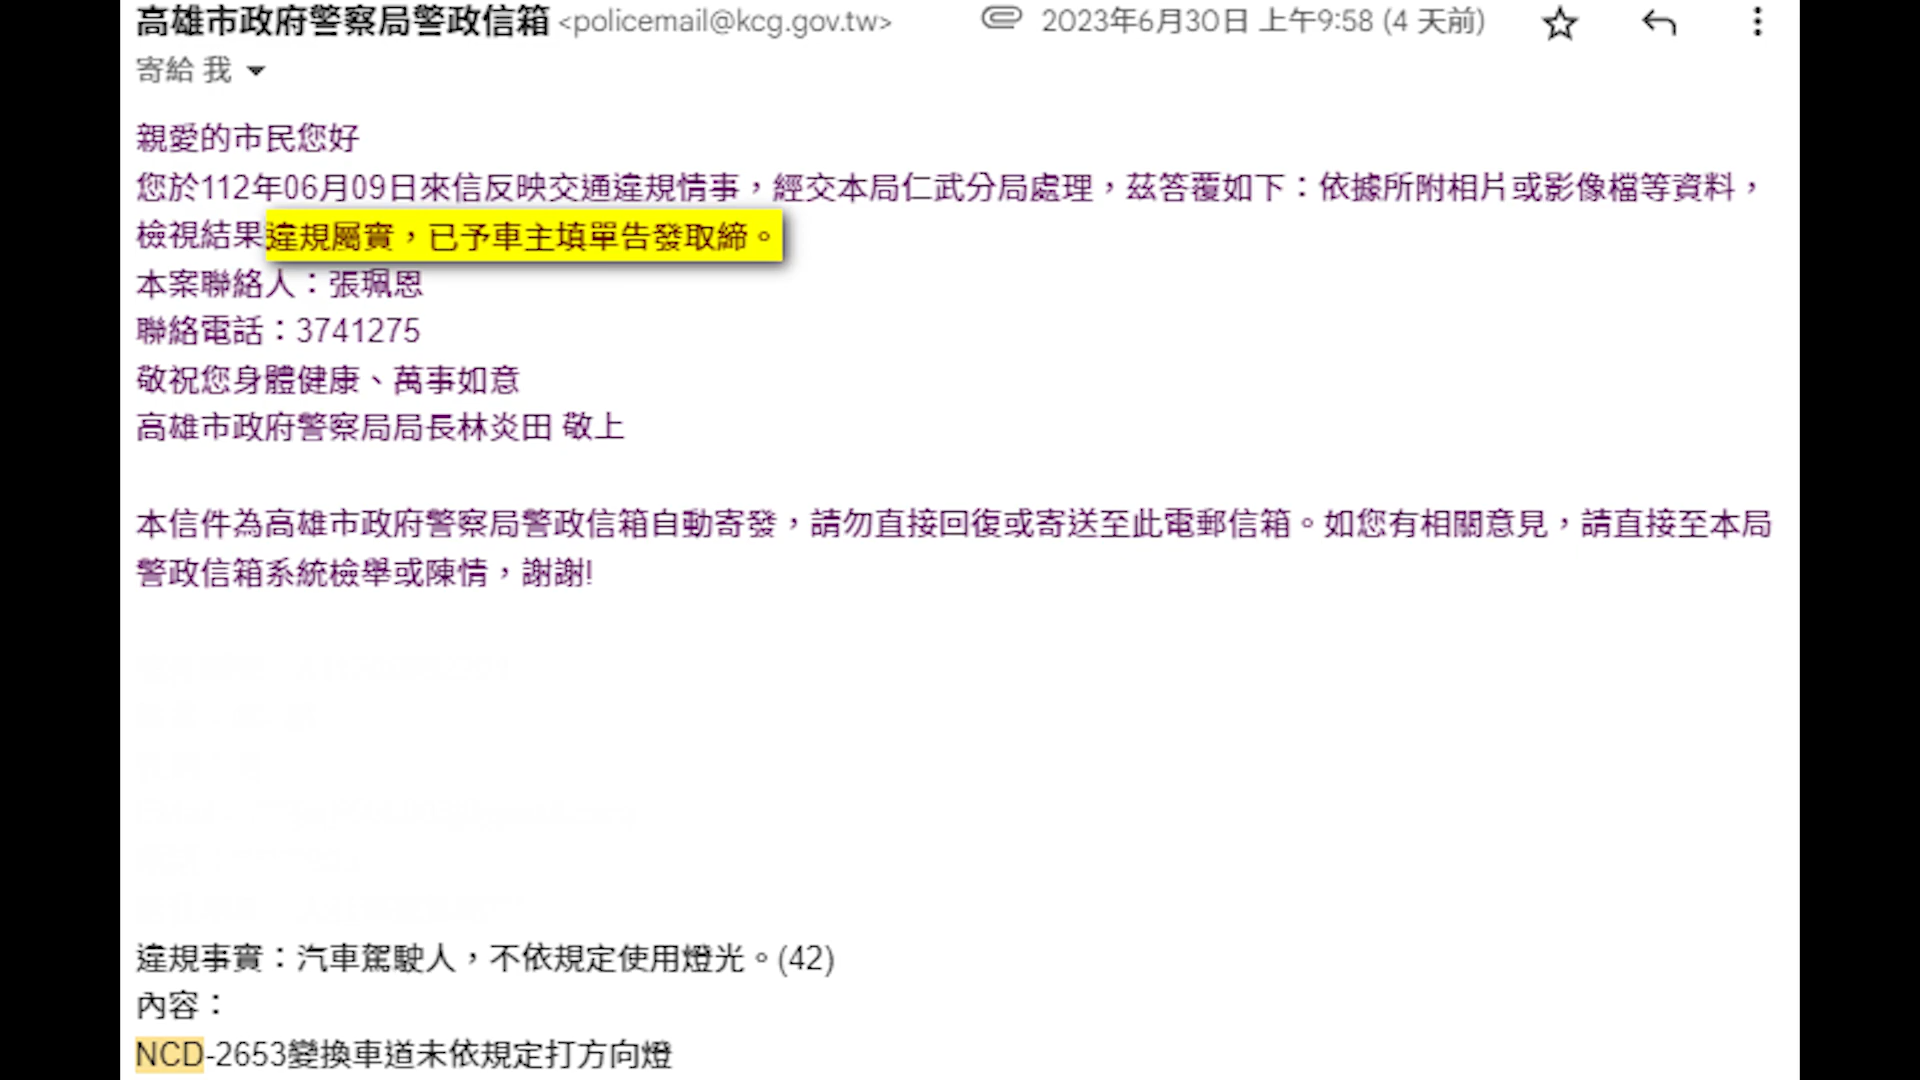 高雄市政府警察局警政信箱 <policemail@kcg.gov.tw> 2023年6月30日 上午9:58 (4 天前)
寄給 我
親愛的市民您好
您於112年06月09日來信反映交通違規情事，經交本局仁武分局處理，茲答覆如下：依據所附相片或影像檔等資料，
檢視結果違規屬實，已予車主填單告發取締。
本案聯絡人：張珮恩
聯絡電話：3741275
敬祝您身體健康、萬事如意
高雄市政府警察局局長林炎田 敬上
本信件為高雄市政府警察局警政信箱自動寄發，請勿直接回復或寄送至此電郵信箱。如您有相關意見，請直接至本局
警政信箱系統檢舉或陳情，謝謝!
違規事實：汽車駕駛人，不依規定使用燈光。(42)
內容：
NCD-2653變換車道未依規定打方向燈